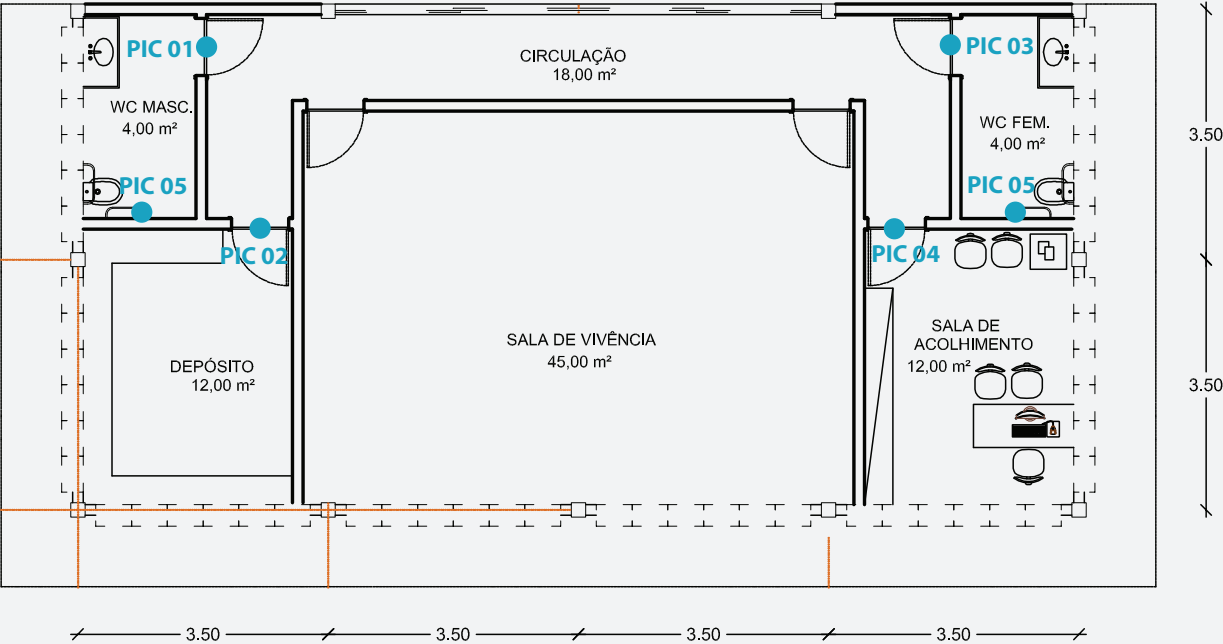 PIC 01
PIC 03
CIRCULAÇÃO
18,00 m²
WC MASC.
4,00 m²
WC FEM.
4,00 m²
3.50
PIC 05
PIC 05
PIC 02
PIC 04
SALA DE VIVÊNCIA
45,00 m²
SALA DE
ACOLHIMENTO
12,00 m²
DEPÓSITO
12,00 m²
3.50
3.50
3.50
3.50
3.50